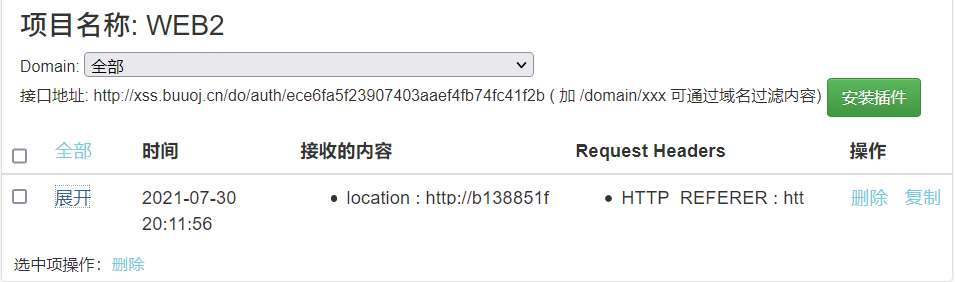 项目名称: WEB2
Domain: 全部
接口地址: http://xss.buuoj.cn/do/auth/ece6fa5f23907403aaef4fb74fc41f2b ( 加 /domain/xxx 可通过域名过滤内容) 安装插件
全部 时间 接收的内容 Request Headers 操作
展开 2021-07-30 20:11:56 • location : http://b138851f • HTTP_REFERER : htt 删除 复制
选中项操作: 删除